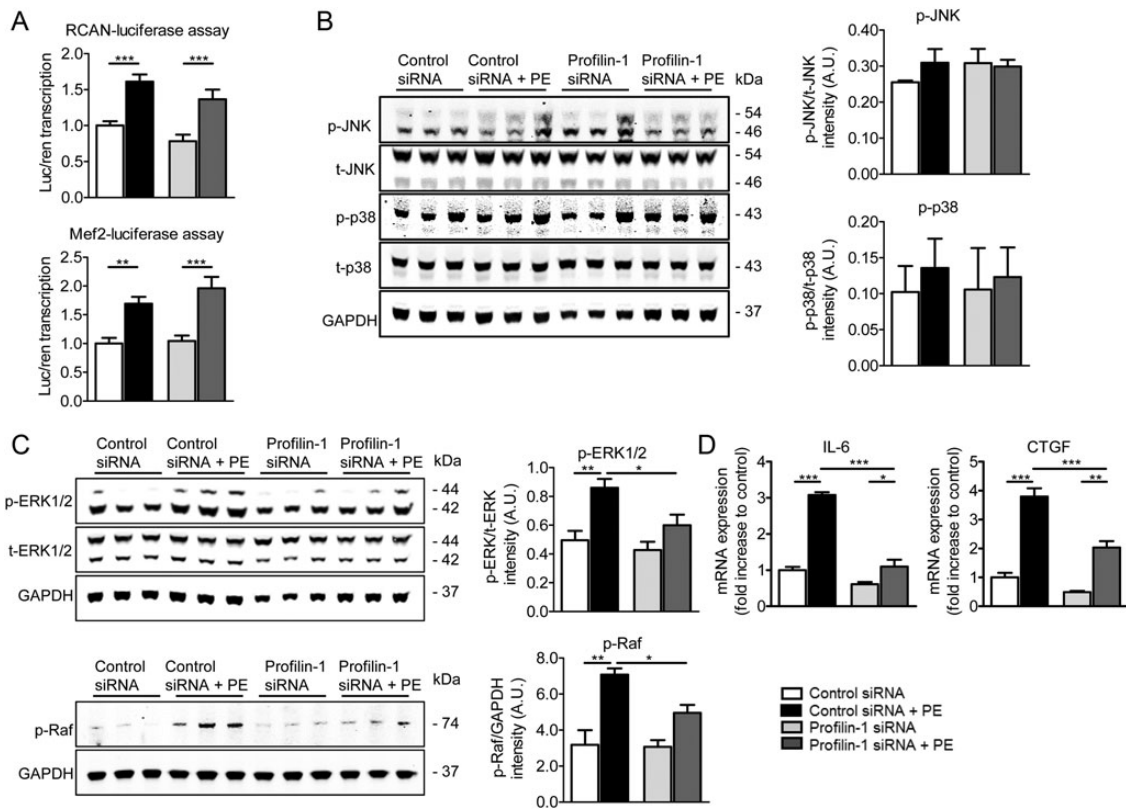 A
RCAN-luciferase assay
Luc/ren transcription
2.0
1.5
1.0
0.5
0.0
***
***
Mef2-luciferase assay
Luc/ren transcription
2.5
2.0
1.5
1.0
0.5
0.0
**
***
B
Control siRNA
Control siRNA + PE
Profilin-1 siRNA
Profilin-1 siRNA + PE
kDa
p-JNK
- 54
- 46
t-JNK
- 54
- 46
p-p38
- 43
t-p38
- 43
GAPDH
- 37
p-JNK
p-JNK/t-JNK
intensity (A.U.)
0.40
0.30
0.20
0.10
0.00
p-p38
p-p38/t-p38
intensity (A.U.)
0.20
0.15
0.10
0.05
0.00
C
Control siRNA
Control siRNA + PE
Profilin-1 siRNA
Profilin-1 siRNA + PE
kDa
p-ERK1/2
- 44
- 42
t-ERK1/2
- 44
- 42
GAPDH
- 37
p-ERK1/2
p-ERK/t-ERK
intensity (A.U.)
1.0
0.8
0.6
0.4
0.2
0.0
**
*
Control siRNA
Control siRNA + PE
Profilin-1 siRNA
Profilin-1 siRNA + PE
kDa
p-Raf
- 74
GAPDH
- 37
p-Raf
p-Raf/GAPDH
intensity (A.U.)
8.0
6.0
4.0
2.0
0.0
**
*
D
IL-6
mRNA expression
(fold increase to control)
4
3
2
1
0
***
***
*
CTGF
mRNA expression
(fold increase to control)
5
4
3
2
1
0
***
***
**
Control siRNA
Control siRNA + PE
Profilin-1 siRNA
Profilin-1 siRNA + PE